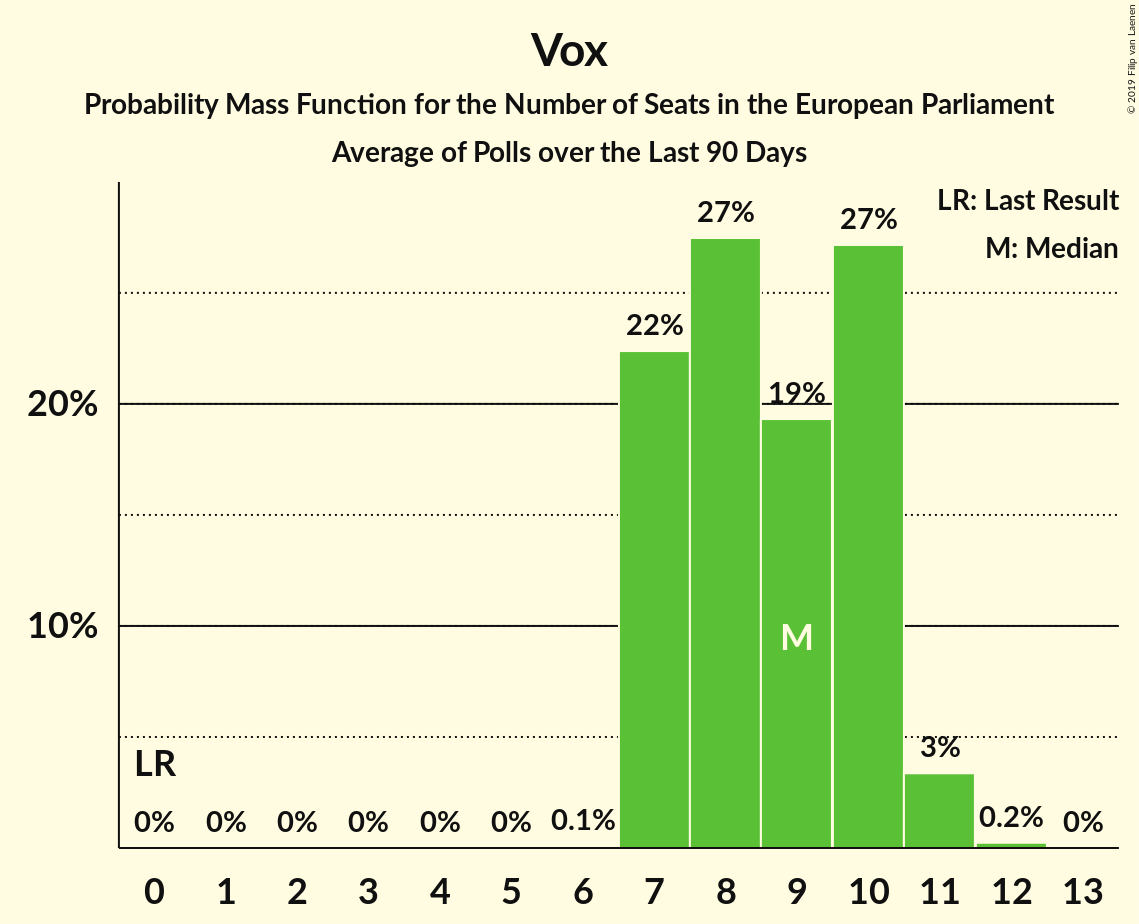 Vox
Probability Mass Function for the Number of Seats in the European Parliament
Average of Polls over the Last 90 Days
© 2019 Filip van Laenen
LR: Last Result
M: Median
27%
27%
22%
19%
20%
10%
M
3%
LR
0% 0% 0% 0% 0% 0% 0.1% 0.2% 0%
0 1 2 3 4 5 6 7 8 9 10 11 12 13